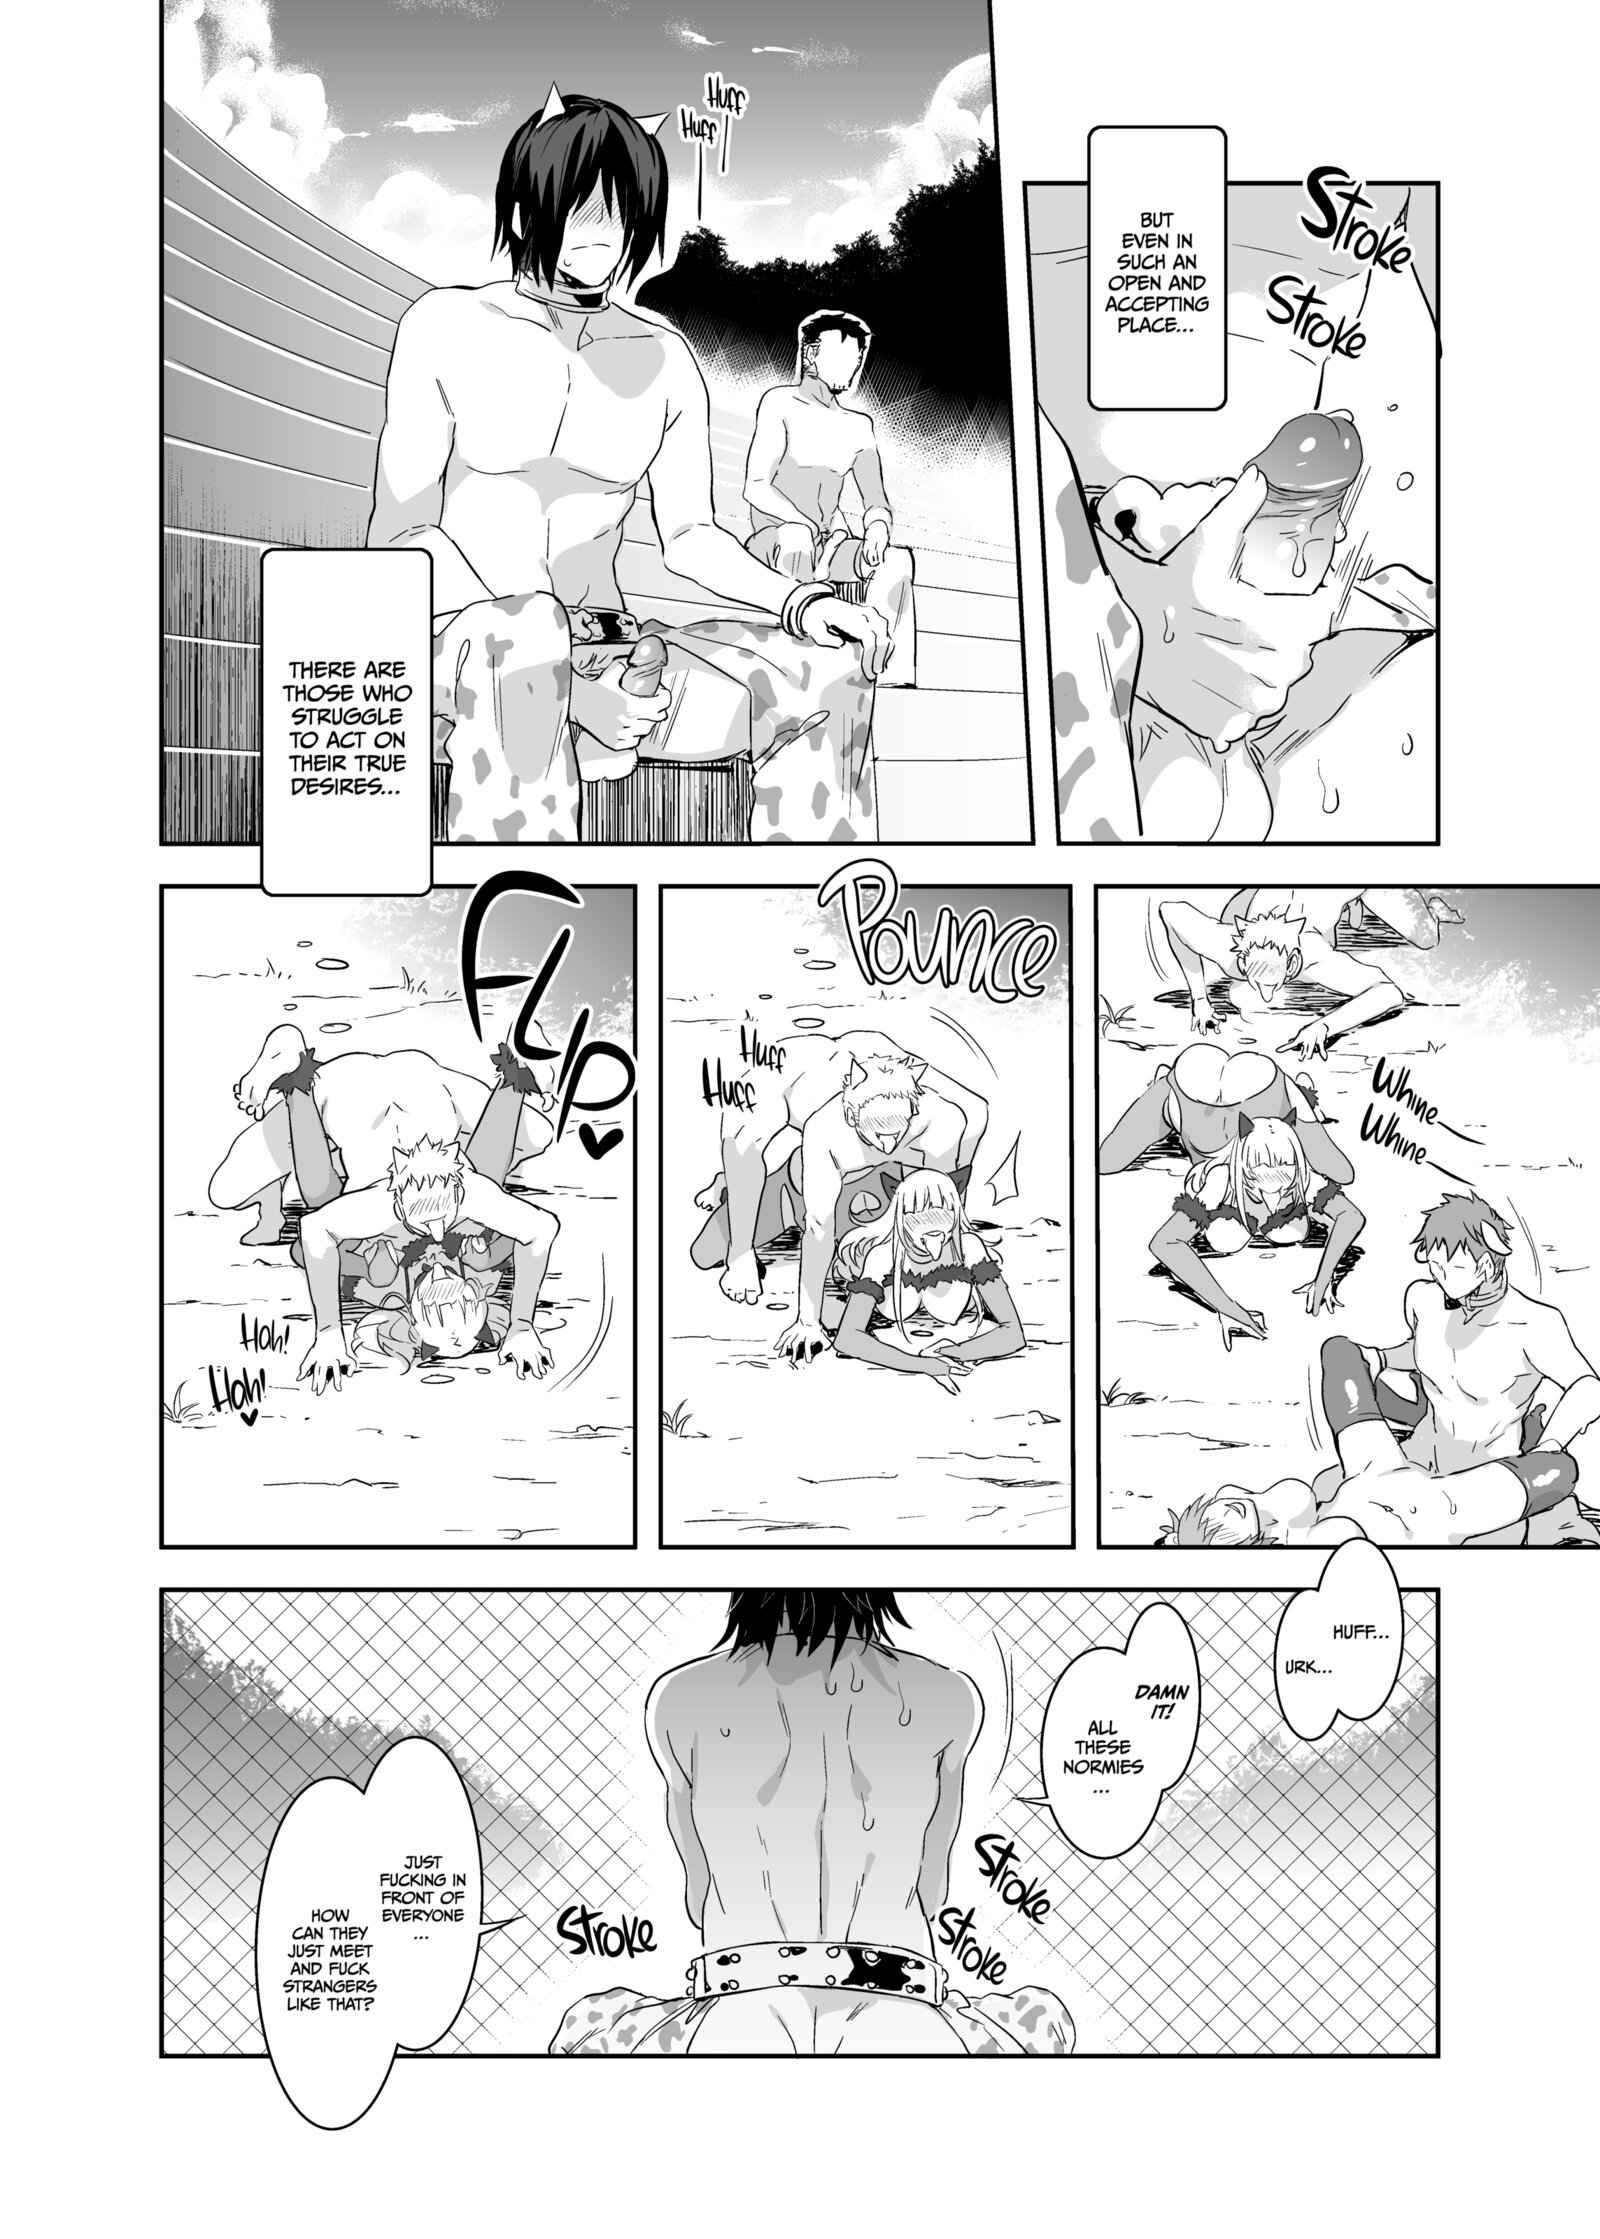 Stroke
Stroke
BUT
EVEN IN
SUCH AN
OPEN AND
ACCEPTING
PLACE...
Huff
Huff
THERE ARE
THOSE WHO
STRUGGLE
TO ACT ON
THEIR TRUE
DESIRES...
Whine
Whine
Pounce
Huff
Huff
FLIP
Hah!
Hah!
HUFF...
URK...
DAMN
IT!
ALL
THESE
NORMIES
...
Stroke
Stroke
Stroke
JUST
FUCKING IN
FRONT OF
EVERYONE
...
HOW
CAN THEY
JUST MEET
AND FUCK
STRANGERS
LIKE THAT?